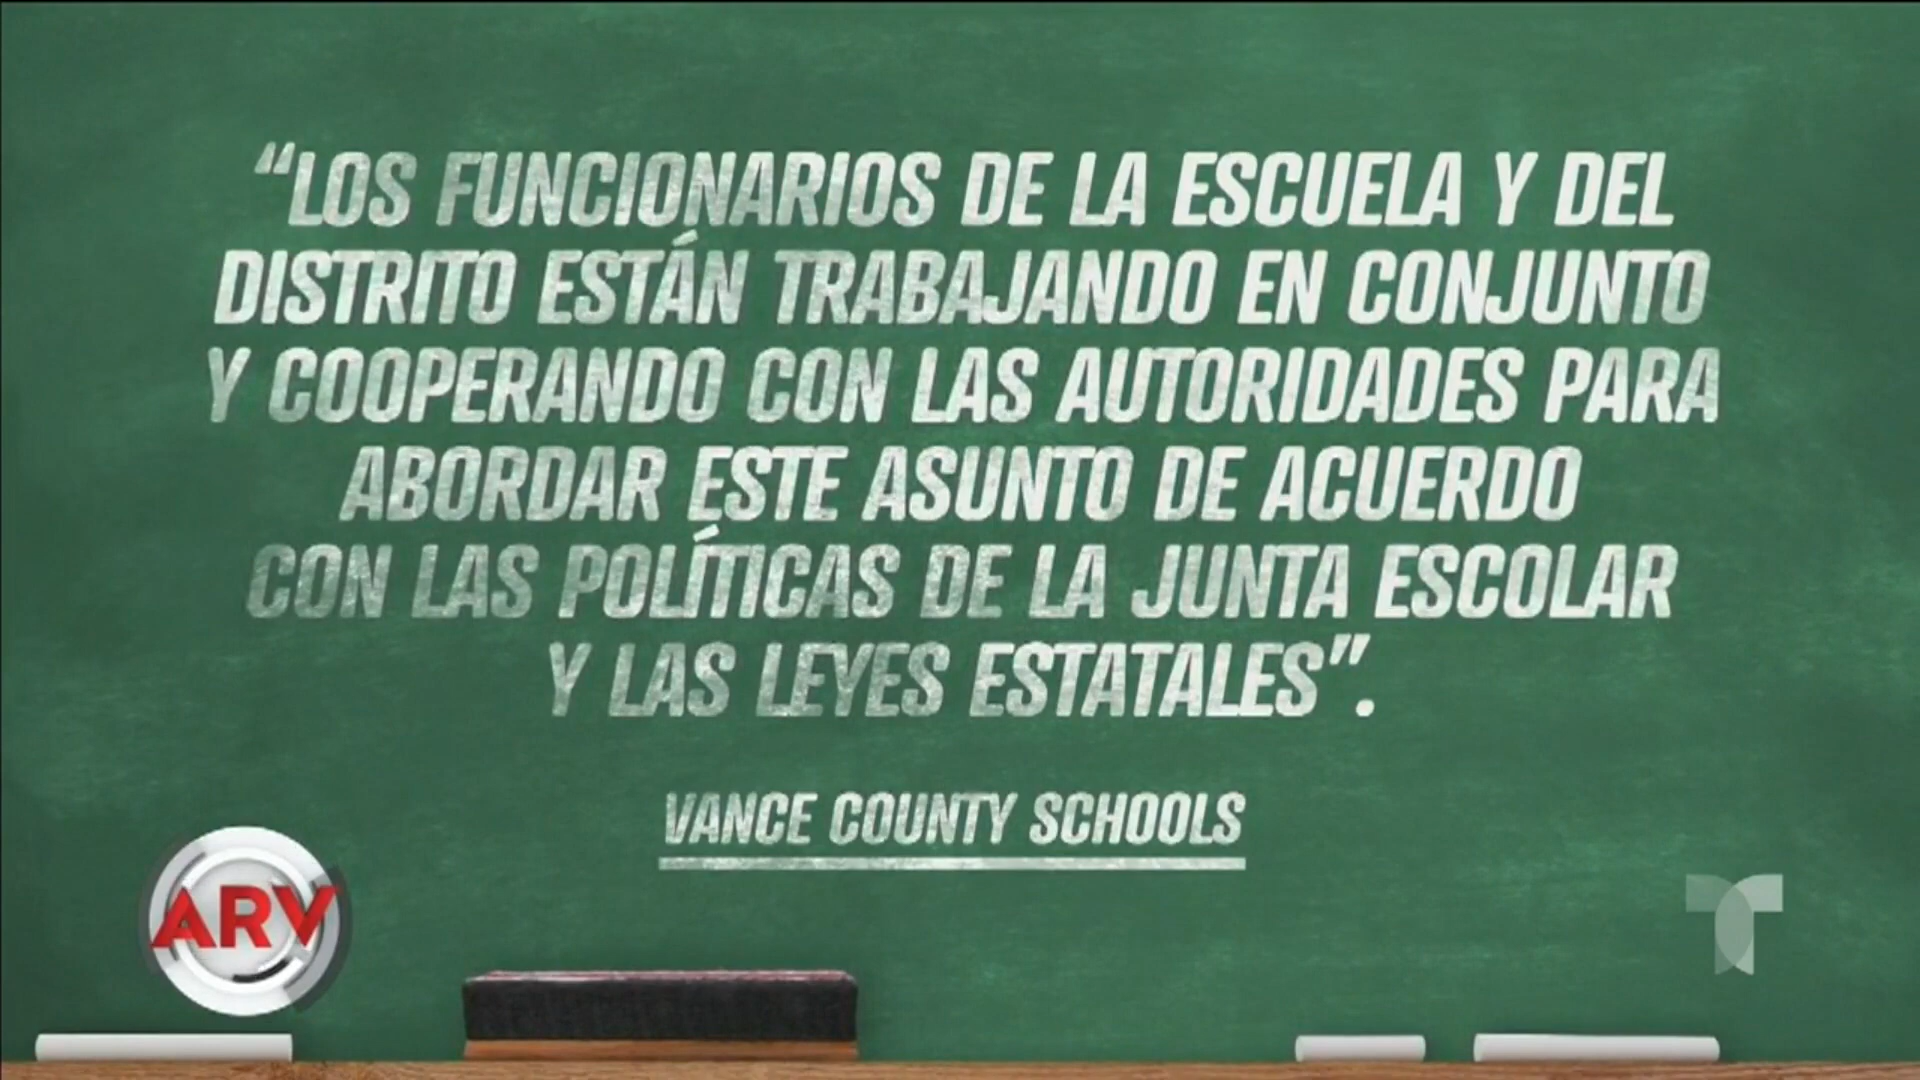 “LOS FUNCIONARIOS DE LA ESCUELA Y DEL
DISTRITO ESTÁN TRABAJANDO EN CONJUNTO
Y COOPERANDO CON LAS AUTORIDADES PARA
ABORDAR ESTE ASUNTO DE ACUERDO
CON LAS POLÍTICAS DE LA JUNTA ESCOLAR
Y LAS LEYES ESTATALES”.
VANCE COUNTY SCHOOLS
ARV